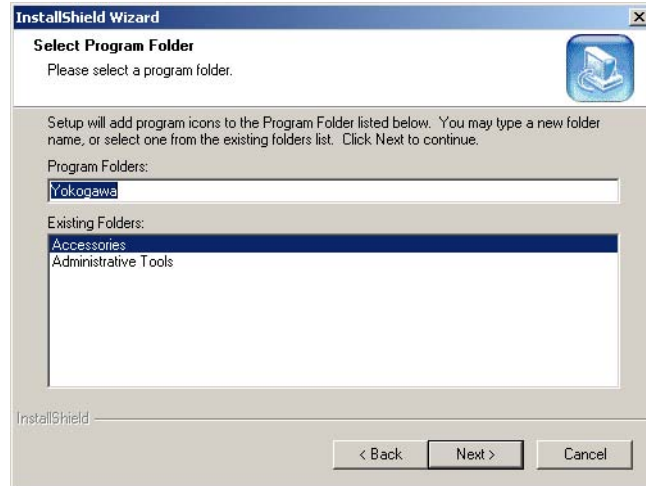 InstallShield Wizard
Select Program Folder
Please select a program folder.
Setup will add program icons to the Program Folder listed below. You may type a new folder
name, or select one from the existing folders list. Click Next to continue.
Program Folders:
Yokogawa
Existing Folders:
Accessories
Administrative Tools
InstallShield
< Back Next > Cancel